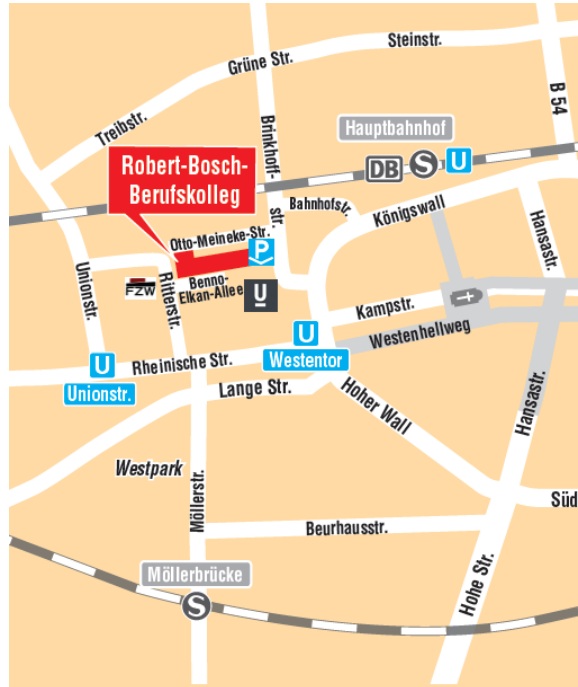 Steinstr.
Grüne Str.
B 54
Treibstr.
Brinkhoff-
str.
Hauptbahnhof
DB
S
U
Robert-Bosch-
Berufskolleg
Bahnhofstr.
Königswall
Hansastr.
Otto-Meineke-Str.
P
Unionstr.
Ritterstr.
Benno-
Elkan-Allee
U
FZW
Kampstr.
Westenhellweg
U
Westentor
Rheinische Str.
U
Unionstr.
Lange Str.
Hoher Wall
Hansastr.
Westpark
Möllerstr.
Süd
Beurhausstr.
Möllerbrücke
S
Hohe Str.